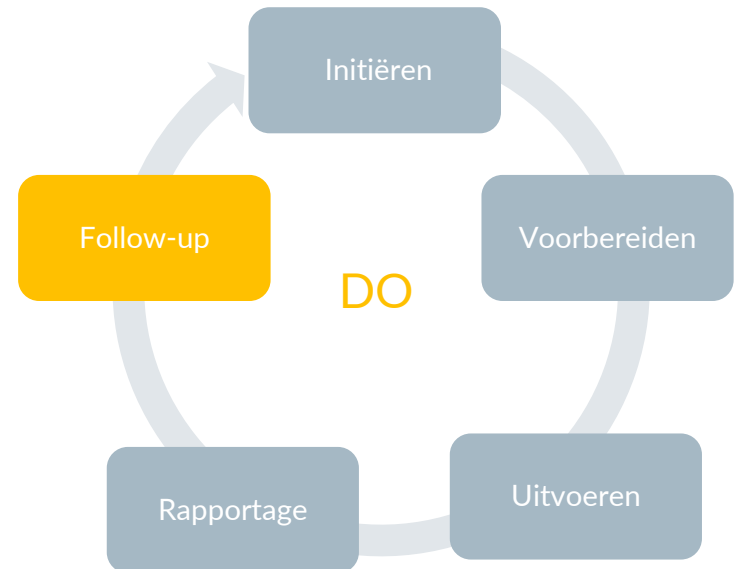 Initiëren
Voorbereiden
Uitvoeren
Rapportage
Follow-up
DO